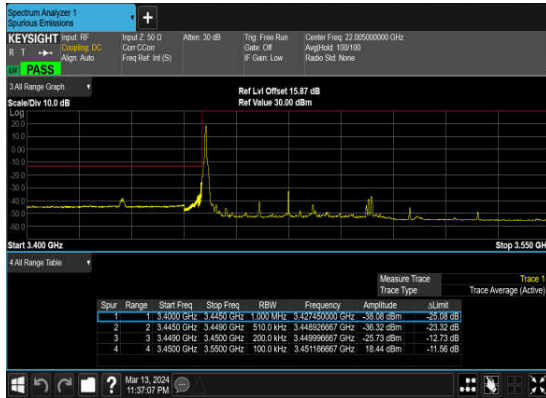 Spectrum Analyzer 1
Spurious Emissions
KEYSIGHT Input: RF Input Z: 50 Ω Atten: 30 dB Trig: Free Run Center Freq: 22.005000000 GHz
R T Coupling: DC Corr CCorr Gate: Off Avg|Hold: 100/100
Align: Auto Freq Ref: Int (S) IF Gain: Low Radio Std: None
PASS
3 All Range Graph
Ref Lvl Offset 15.87 dB
Scale/Div 10.0 dB Ref Value 30.00 dBm
Log
20.0
10.0
0.00
-10.0
-20.0
-30.0
-40.0
-50.0
-60.0
Start 3.400 GHz Stop 3.550 GH
4 All Range Table
Measure Trace Trace 1
Trace Type Trace Average (Active)
Spur Range Start Freq Stop Freq RBW Frequency Amplitude ΔLimit
1 1 3.4000 GHz 3.4450 GHz 1.000 MHz 3.427450000 GHz -38.08 dBm -25.08 dB
2 2 3.4450 GHz 3.4490 GHz 510.0 kHz 3.448926667 GHz -36.32 dBm -23.32 dB
3 3 3.4490 GHz 3.4500 GHz 200.0 kHz 3.449996667 GHz -25.73 dBm -12.73 dB
4 4 3.4500 GHz 3.5500 GHz 100.0 kHz 3.451166667 GHz 18.44 dBm -11.56 dB
Mar 13, 2024
11:37:07 PM